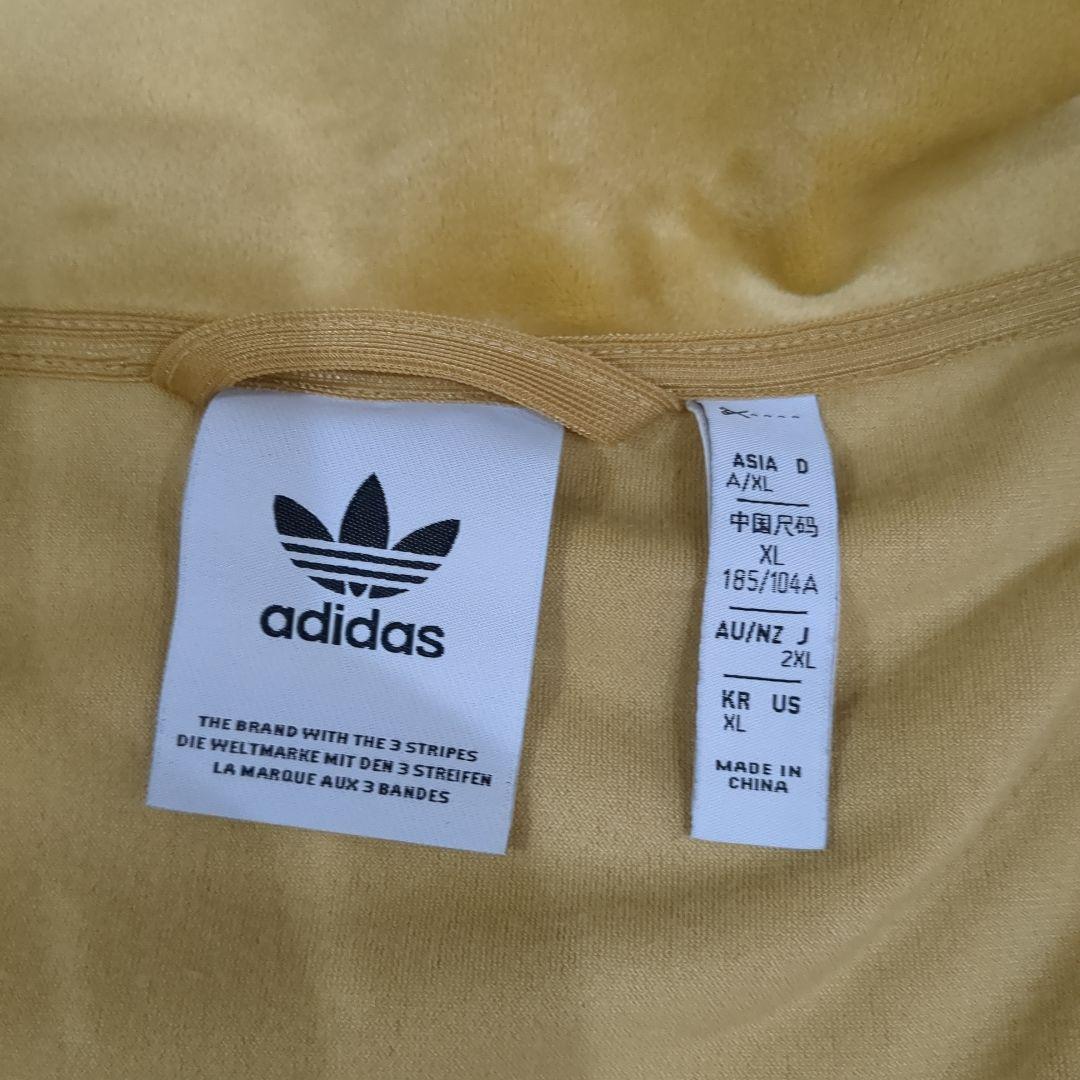 adidas
THE BRAND WITH THE 3 STRIPES
DIE WELTMARKE MIT DEN 3 STREIFEN
LA MARQUE AUX 3 BANDES
ASIA D
A/XL
中国尺码
XL
185/104A
AU/NZ J
2XL
KR US
XL
MADE IN
CHINA